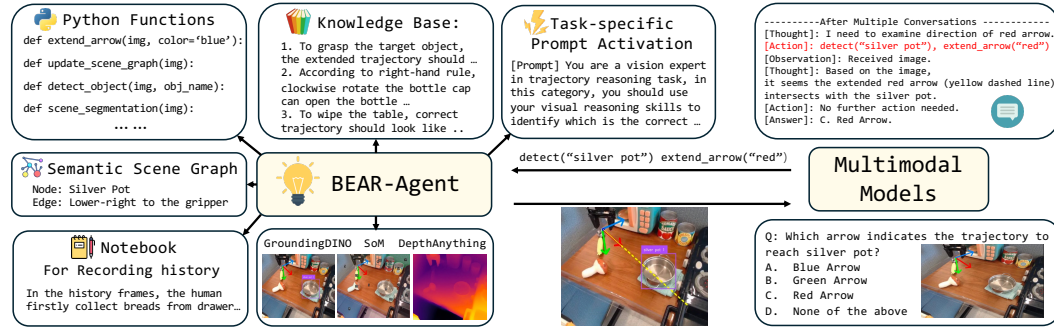 Python Functions
def extend_arrow(img, color=‘blue’):
def update_scene_graph(img):
def detect_object(img, obj_name):
def scene_segmentation(img):
… …
Knowledge Base:
1. To grasp the target object,
the extended trajectory should …
2. According to right-hand rule,
clockwise rotate the bottle cap
can open the bottle …
3. To wipe the table, correct
trajectory should look like ..
Task-specific
Prompt Activation
[Prompt] You are a vision expert
in trajectory reasoning task, in
this category, you should use
your visual reasoning skills to
identify which is the correct …
----------After Multiple Conversations -----------
[Thought]: I need to examine direction of red arrow.
[Action]: detect(“silver pot”), extend_arrow(“red”)
[Observation]: Received image.
[Thought]: Based on the image,
it seems the extended red arrow (yellow dashed line)
intersects with the silver pot.
[Action]: No further action needed.
[Answer]: C. Red Arrow.
Semantic Scene Graph
Node: Silver Pot
Edge: Lower-right to the gripper
BEAR-Agent
detect(“silver pot”) extend_arrow(“red”)
Multimodal
Models
Notebook
For Recording history
In the history frames, the human
firstly collect breads from drawer…
GroundingDINO SoM DepthAnything
Q: Which arrow indicates the trajectory to
reach silver pot?
A. Blue Arrow
B. Green Arrow
C. Red Arrow
D. None of the above